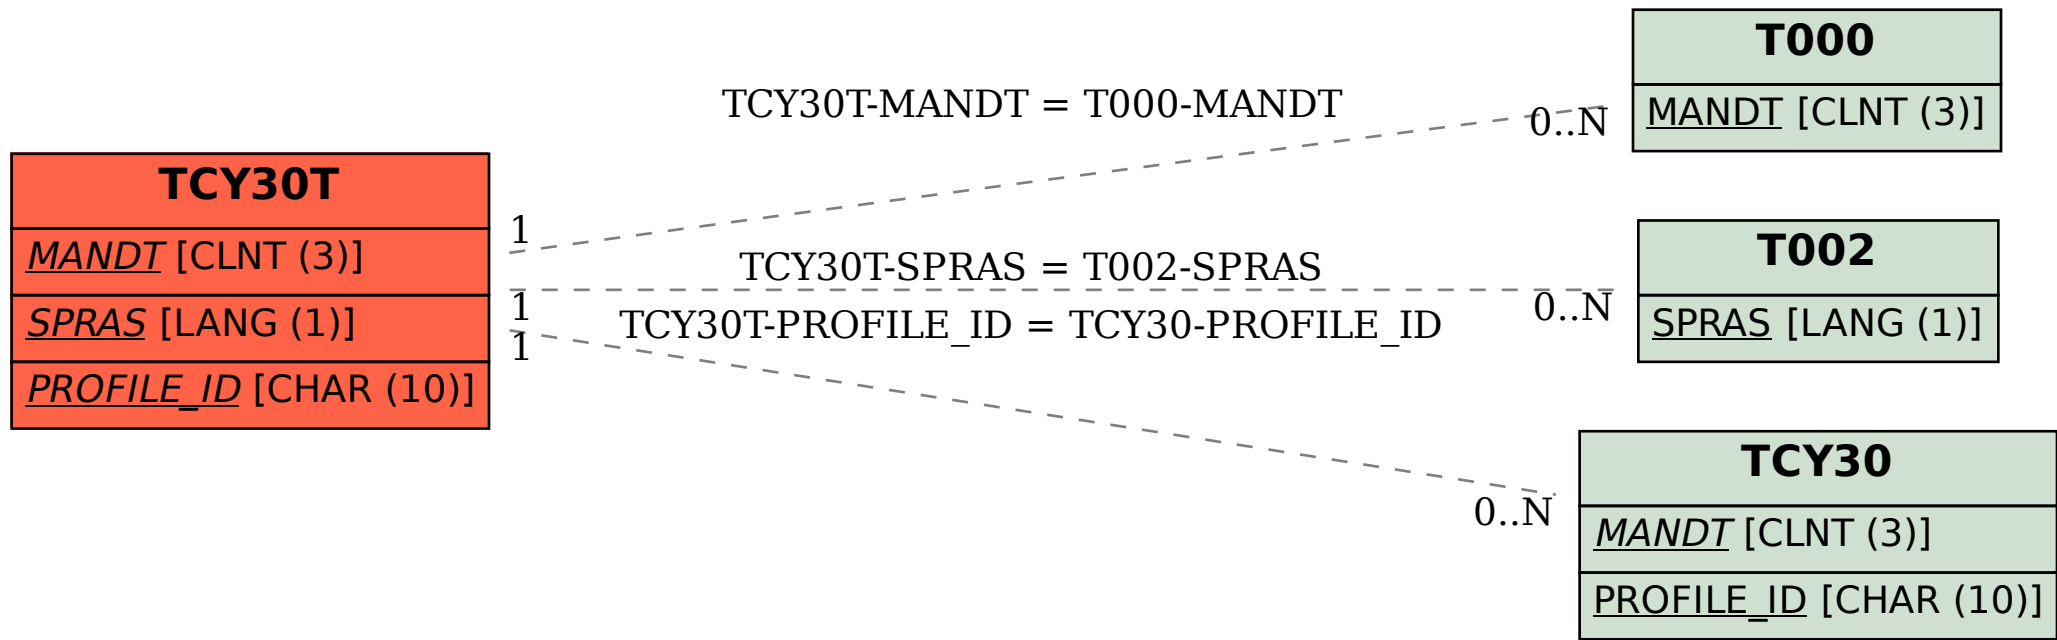 TCY30T
MANDT [CLNT (3)]
SPRAS [LANG (1)]
PROFILE_ID [CHAR (10)]
TCY30T-MANDT = T000-MANDT
1
0..N
TCY30T-SPRAS = T002-SPRAS
1
0..N
TCY30T-PROFILE_ID = TCY30-PROFILE_ID
1
0..N
T000
MANDT [CLNT (3)]
T002
SPRAS [LANG (1)]
TCY30
MANDT [CLNT (3)]
PROFILE_ID [CHAR (10)]